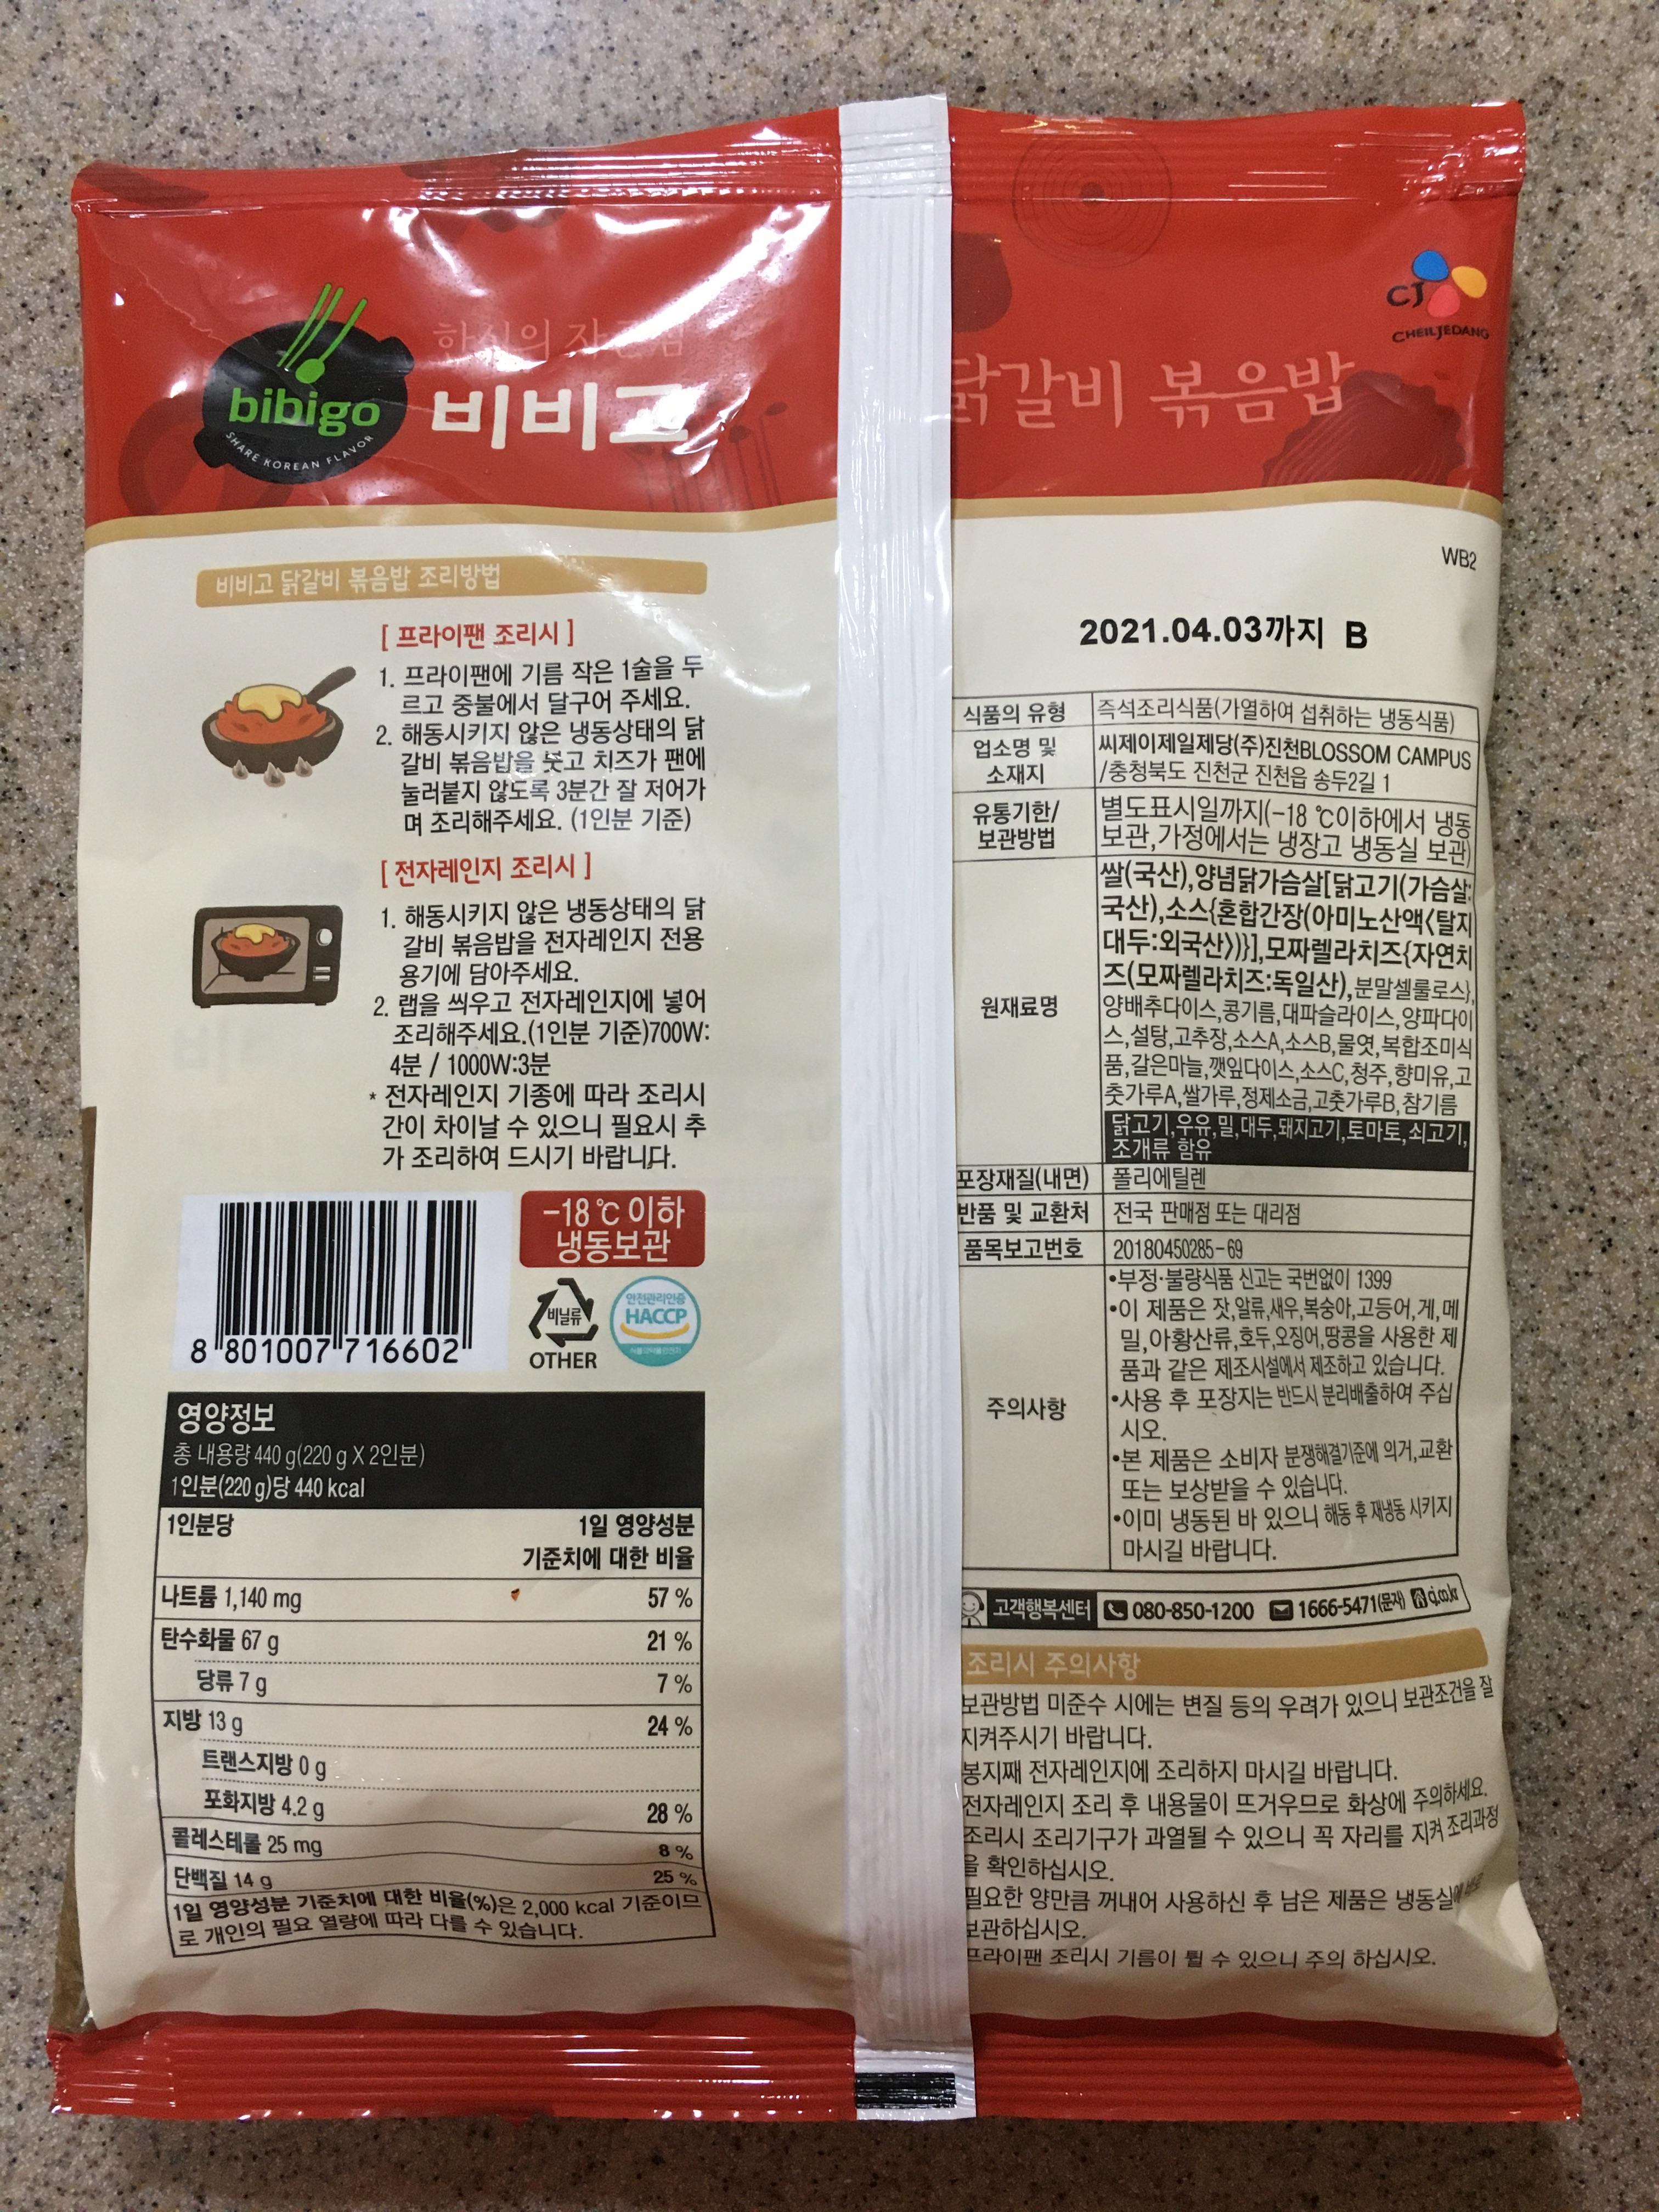 bibigo
SHARE KOREAN FLAVOR
비비고
닭갈비 볶음밥
CJ
CHEILJEDANG
비비고 닭갈비 볶음밥 조리방법
[ 프라이팬 조리시 ]
1. 프라이팬에 기름 작은 1술을 두
르고 중불에서 달구어 주세요.
2. 해동시키지 않은 냉동상태의 닭
갈비 볶음밥을 붓고 치즈가 팬에
눌러붙지 않도록 3분간 잘 저어가
며 조리해주세요. (1인분 기준)
[ 전자레인지 조리시 ]
1. 해동시키지 않은 냉동상태의 닭
갈비 볶음밥을 전자레인지 전용
용기에 담아주세요.
2. 랩을 씌우고 전자레인지에 넣어
조리해주세요.(1인분 기준)700W:
4분 / 1000W:3분
* 전자레인지 기종에 따라 조리시
간이 차이날 수 있으니 필요시 추
가 조리하여 드시기 바랍니다.
8 801007 716602
-18℃ 이하
냉동보관
비닐류
OTHER
안전관리인증
HACCP
영양정보
총 내용량 440 g(220 g X 2인분)
1인분(220 g)당 440 kcal
1인분당 1일 영양성분
기준치에 대한 비율
나트륨 1,140 mg 57 %
탄수화물 67 g 21 %
당류 7 g 7 %
지방 13 g 24 %
트랜스지방 0 g
포화지방 4.2 g 28 %
콜레스테롤 25 mg 8 %
단백질 14 g 25 %
1일 영양성분 기준치에 대한 비율(%)은 2,000 kcal 기준이므
로 개인의 필요 열량에 따라 다를 수 있습니다.
WB2
2021.04.03까지 B
식품의 유형 즉석조리식품(가열하여 섭취하는 냉동식품)
업소명 및 소재지 씨제이제일제당(주)진천BLOSSOM CAMPUS
/충청북도 진천군 진천읍 송두2길 1
유통기한/ 보관방법 별도표시일까지(-18 ℃이하에서 냉동
보관,가정에서는 냉장고 냉동실 보관)
원재료명 쌀(국산),양념닭가슴살[닭고기(가슴살:
국산),소스{혼합간장(아미노산액〈탈지
대두:외국산〉)}],모짜렐라치즈{자연치
즈(모짜렐라치즈:독일산),분말셀룰로스},
양배추다이스,콩기름,대파슬라이스,양파다이
스,설탕,고추장,소스A,소스B,물엿,복합조미식
품,갈은마늘,깻잎다이스,소스C,청주,향미유,고
춧가루A,쌀가루,정제소금,고춧가루B,참기름
닭고기,우유,밀,대두,돼지고기,토마토,쇠고기,
조개류 함유
포장재질(내면) 폴리에틸렌
반품 및 교환처 전국 판매점 또는 대리점
품목보고번호 20180450285-69
주의사항
•부정·불량식품 신고는 국번없이 1399
•이 제품은 잣,알류,새우,복숭아,고등어,게,메
밀,아황산류,호두,오징어,땅콩을 사용한 제
품과 같은 제조시설에서 제조하고 있습니다.
•사용 후 포장지는 반드시 분리배출하여 주십
시오.
•본 제품은 소비자 분쟁해결기준에 의거,교환
또는 보상받을 수 있습니다.
•이미 냉동된 바 있으니 해동 후 재냉동 시키지
마시길 바랍니다.
고객행복센터 080-850-1200 1666-5471(문자) cj.co.kr
조리시 주의사항
보관방법 미준수 시에는 변질 등의 우려가 있으니 보관조건을 잘
지켜주시기 바랍니다.
봉지째 전자레인지에 조리하지 마시길 바랍니다.
전자레인지 조리 후 내용물이 뜨거우므로 화상에 주의하세요.
조리시 조리기구가 과열될 수 있으니 꼭 자리를 지켜 조리과정
을 확인하십시오.
필요한 양만큼 꺼내어 사용하신 후 남은 제품은 냉동실에
보관하십시오.
프라이팬 조리시 기름이 튈 수 있으니 주의 하십시오.